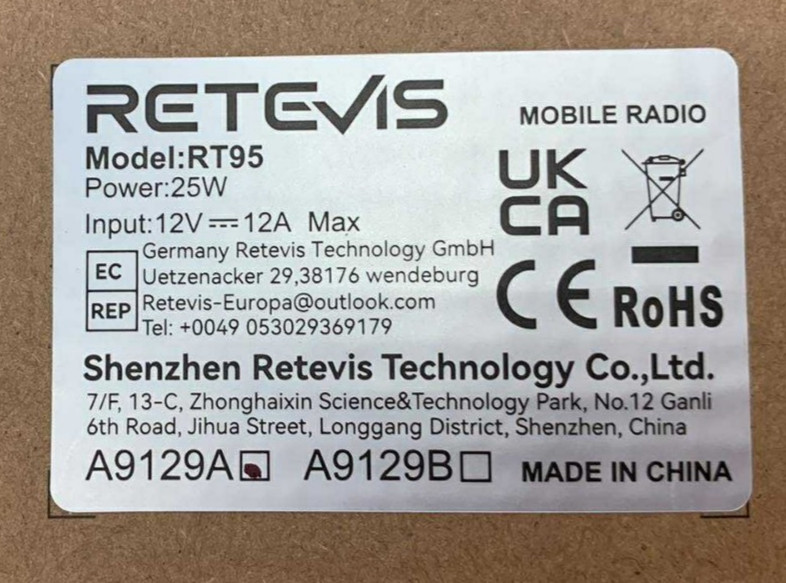 RETEVIS
MOBILE RADIO
Model:RT95
Power:25W
Input:12V⎓12A Max
UK
CA
EC
REP
Germany Retevis Technology GmbH
Uetzenacker 29,38176 wendeburg
Retevis-Europa@outlook.com
Tel: +0049 053029369179
CE
RoHS
Shenzhen Retevis Technology Co.,Ltd.
7/F, 13-C, Zhonghaixin Science&Technology Park, No.12 Ganli
6th Road, Jihua Street, Longgang District, Shenzhen, China
A9129A☐ A9129B☐ MADE IN CHINA